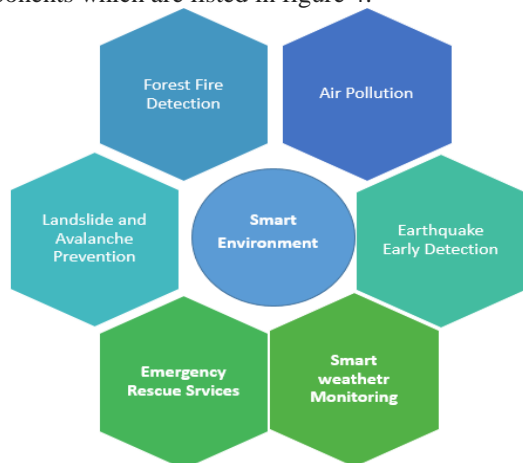 ponents which are listed in figure 4.
Forest Fire
Detection
Air Pollution
Landslide and
Avalanche
Prevention
Smart
Environment
Earthquake
Early Detection
Emergency
Rescue Srvices
Smart
weathetr
Monitoring